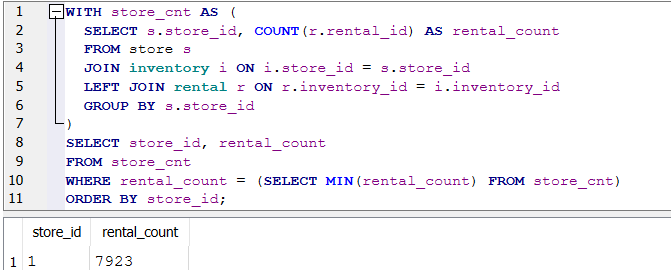 1 WITH store_cnt AS (
2 SELECT s.store_id, COUNT(r.rental_id) AS rental_count
3 FROM store s
4 JOIN inventory i ON i.store_id = s.store_id
5 LEFT JOIN rental r ON r.inventory_id = i.inventory_id
6 GROUP BY s.store_id
7 )
8 SELECT store_id, rental_count
9 FROM store_cnt
10 WHERE rental_count = (SELECT MIN(rental_count) FROM store_cnt)
11 ORDER BY store_id;
store_id rental_count
1 1 7923